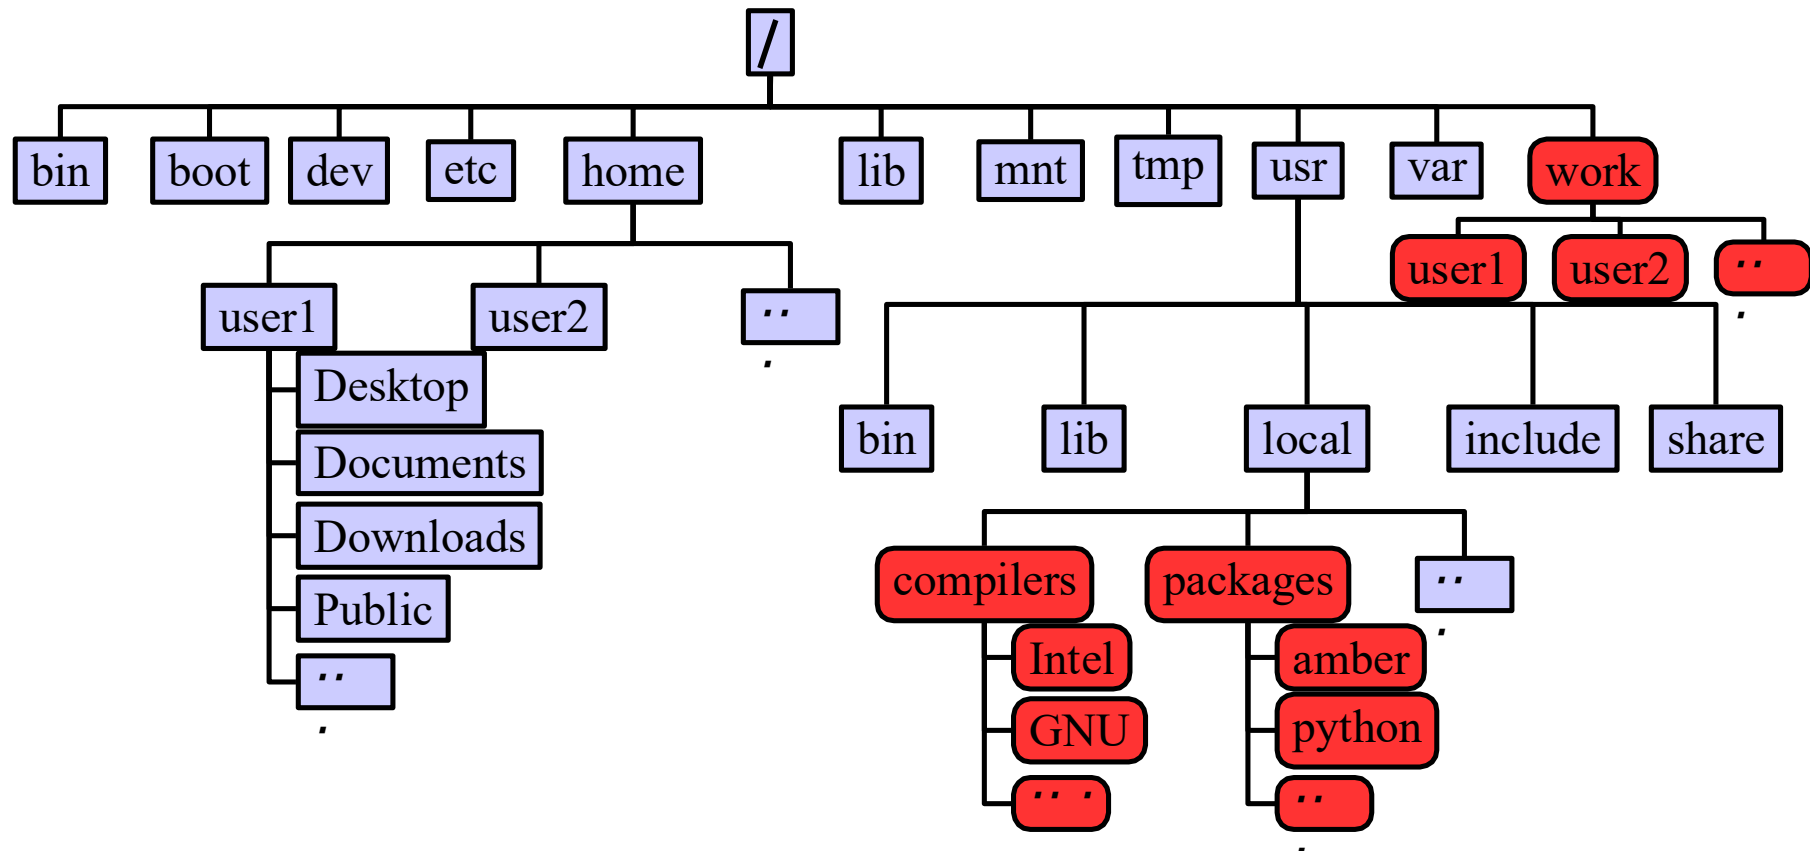 /
bin boot dev etc home lib mnt tmp usr var work
user1 user2 ...
user1 user2 ...
Desktop
Documents
Downloads
Public
...
bin lib local include share
compilers packages ...
Intel
GNU
...
amber
python
...